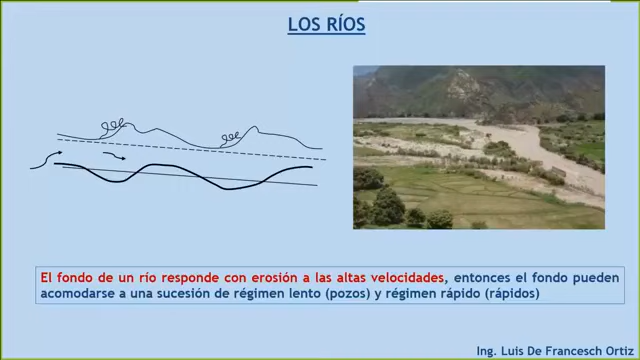 LOS RÍOS
El fondo de un río responde con erosión a las altas velocidades, entonces el fondo pueden
acomodarse a una sucesión de régimen lento (pozos) y régimen rápido (rápidos)
Ing. Luis De Francesch Ortiz